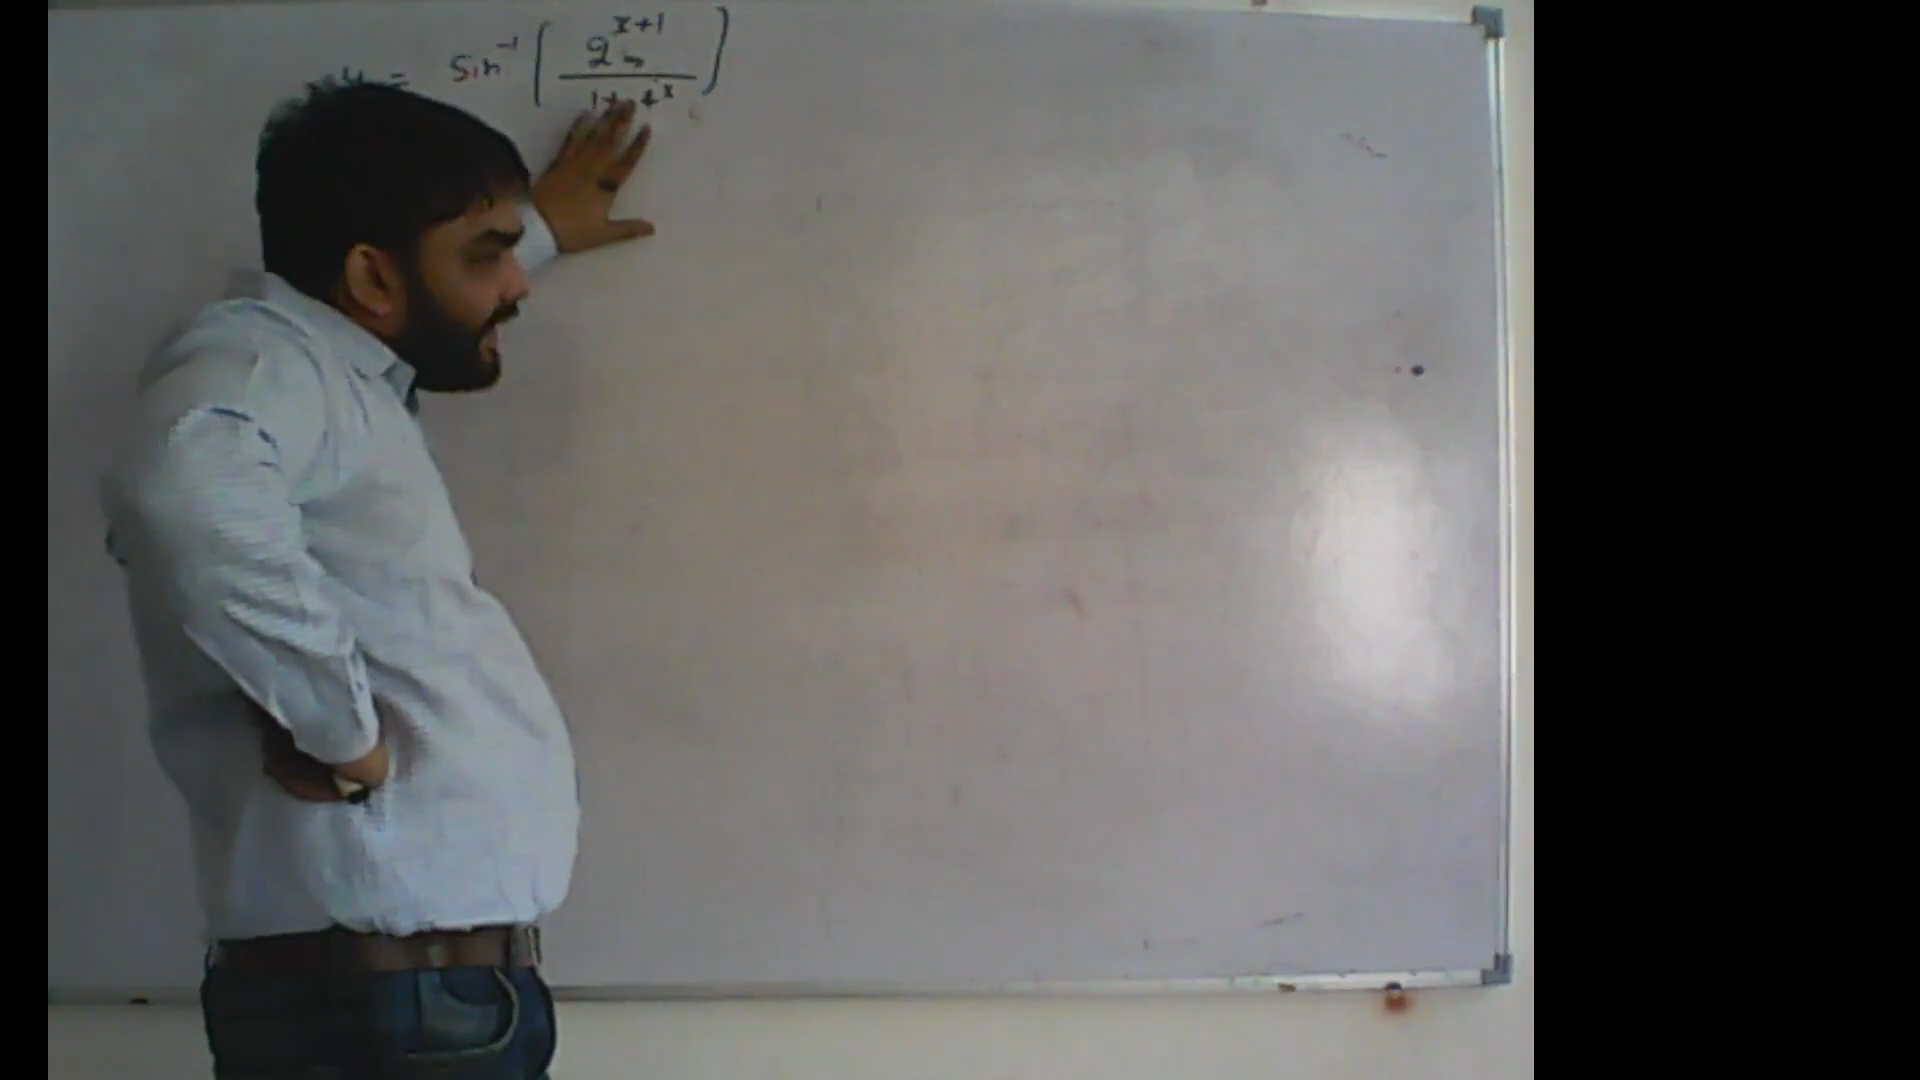 y = sin⁻¹ ( 2^(x+1) / 1+4^x )